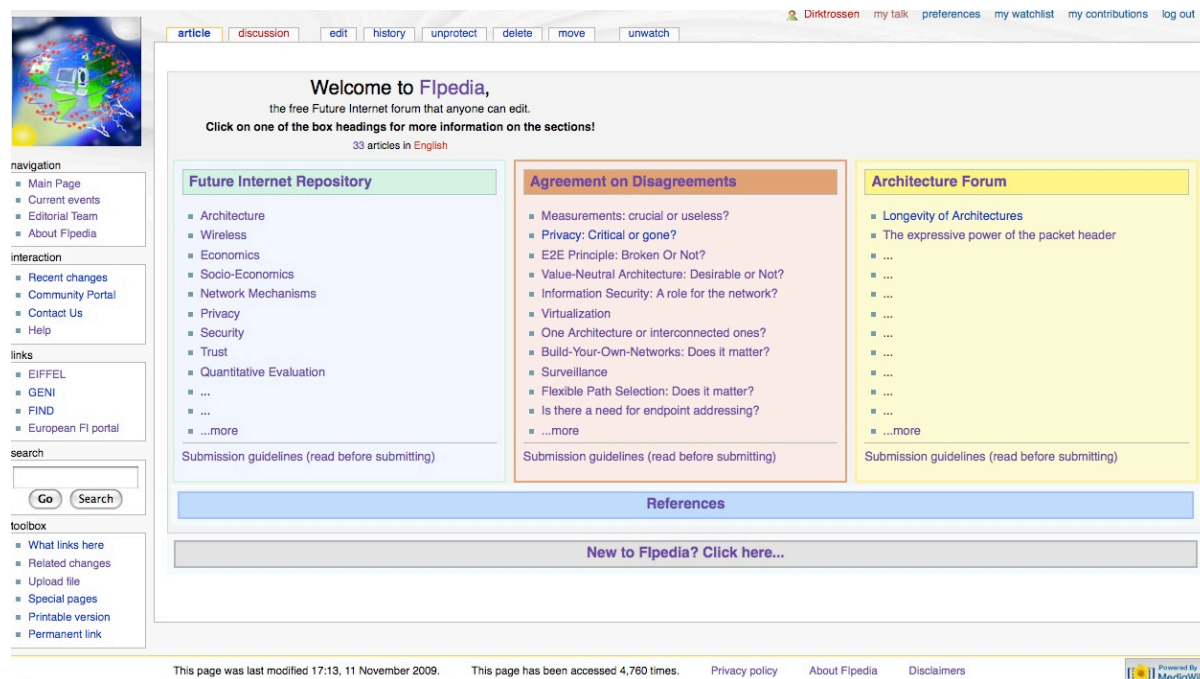 Dirktrossen my talk preferences my watchlist my contributions log out
article discussion edit history unprotect delete move unwatch
Welcome to FIpedia,
the free Future Internet forum that anyone can edit.
Click on one of the box headings for more information on the sections!
33 articles in English
navigation
Main Page
Current events
Editorial Team
About FIpedia
interaction
Recent changes
Community Portal
Contact Us
Help
links
EIFFEL
GENI
FIND
European FI portal
search
Go Search
toolbox
What links here
Related changes
Upload file
Special pages
Printable version
Permanent link
Future Internet Repository
Architecture
Wireless
Economics
Socio-Economics
Network Mechanisms
Privacy
Security
Trust
Quantitative Evaluation
...
...
...more
Submission guidelines (read before submitting)
Agreement on Disagreements
Measurements: crucial or useless?
Privacy: Critical or gone?
E2E Principle: Broken Or Not?
Value-Neutral Architecture: Desirable or Not?
Information Security: A role for the network?
Virtualization
One Architecture or interconnected ones?
Build-Your-Own-Networks: Does it matter?
Surveillance
Flexible Path Selection: Does it matter?
Is there a need for endpoint addressing?
...more
Submission guidelines (read before submitting)
Architecture Forum
Longevity of Architectures
The expressive power of the packet header
...
...
...
...
...
...
...
...
...
...more
Submission guidelines (read before submitting)
References
New to FIpedia? Click here...
This page was last modified 17:13, 11 November 2009. This page has been accessed 4,760 times. Privacy policy About FIpedia Disclaimers
Powered By
MediaWi